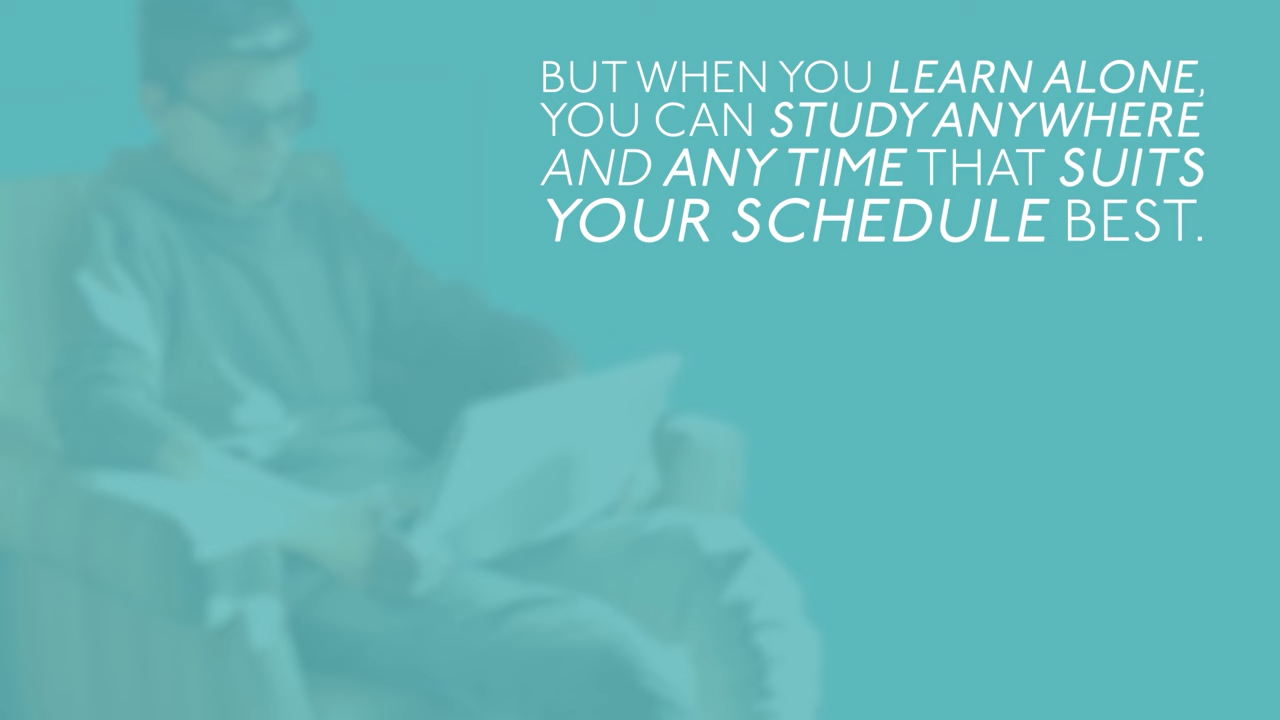 BUT WHEN YOU LEARN ALONE,
YOU CAN STUDY ANYWHERE
AND ANY TIME THAT SUITS
YOUR SCHEDULE BEST.